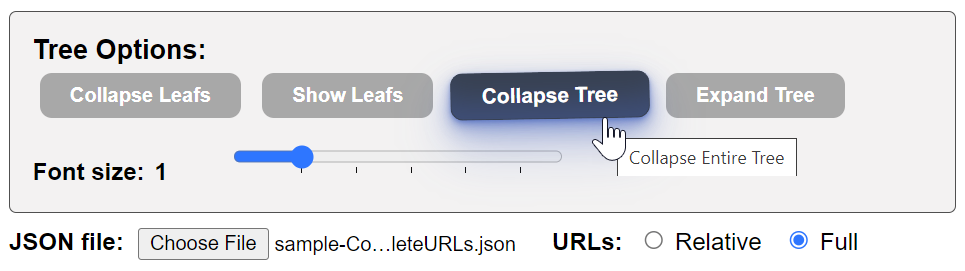 Tree Options:
Collapse Leafs Show Leafs Collapse Tree Expand Tree
Font size: 1
Collapse Entire Tree
JSON file: Choose File sample-Co…leteURLs.json URLs: Relative Full